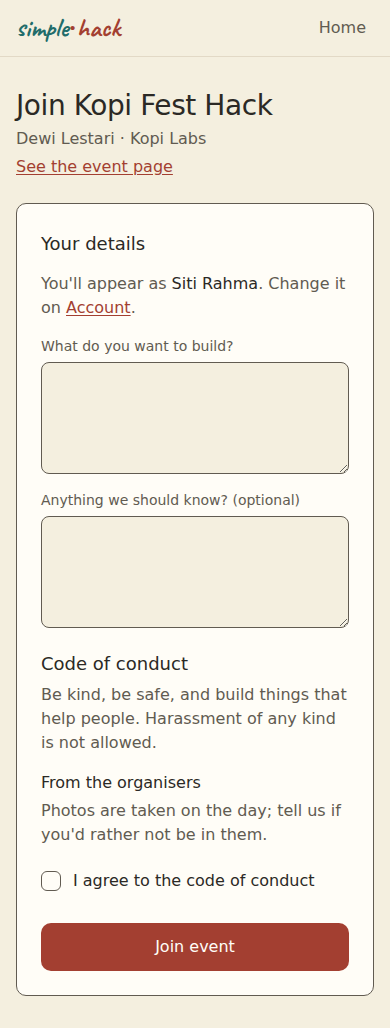 simple·hack
Home
Join Kopi Fest Hack
Dewi Lestari · Kopi Labs
See the event page
Your details
You'll appear as Siti Rahma. Change it
on Account.
What do you want to build?
Anything we should know? (optional)
Code of conduct
Be kind, be safe, and build things that
help people. Harassment of any kind
is not allowed.
From the organisers
Photos are taken on the day; tell us if
you'd rather not be in them.
I agree to the code of conduct
Join event